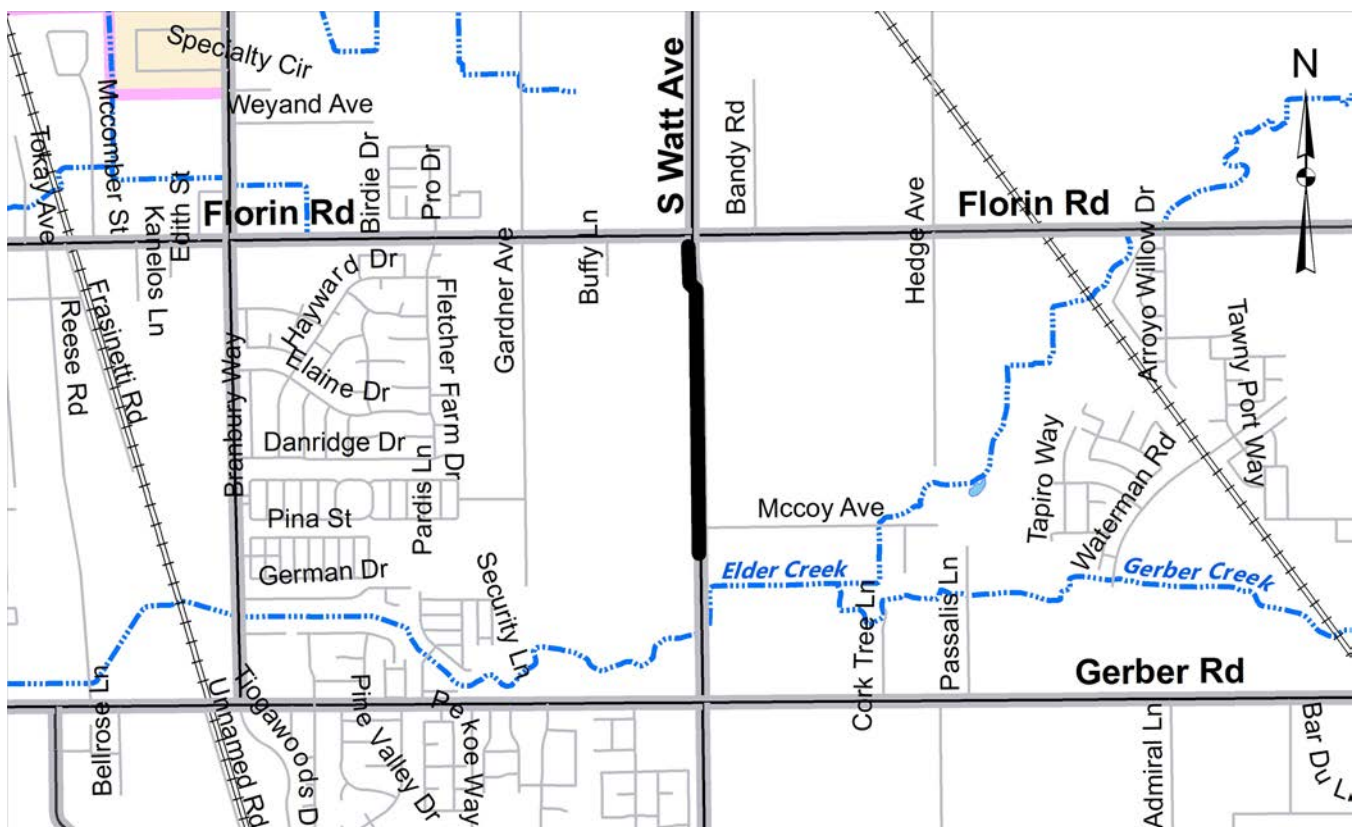 Specialty Cir
S Watt Ave
N
Weyand Ave
Mccomber St
Tokay Ave
Bandy Rd
Birdie Dr
Pro Dr
Edith St
Kanelos Ln
Florin Rd
Florin Rd
Arroyo Willow Dr
Hedge Ave
Buffy Ln
Gardner Ave
Hayward Dr
Fletcher Farm Dr
Frasinetti Rd
Reese Rd
Branbury Way
Elaine Dr
Tawny Port Way
Danridge Dr
Pardis Ln
Tapiro Way
Waterman Rd
Pina St
Mccoy Ave
German Dr
Security Ln
Elder Creek
Gerber Creek
Cork Tree Ln
Passalis Ln
Gerber Rd
Bellrose Ln
Unnamed Rd
Tiogawoods D
Pine Valley Dr
Pekoe Way
Admiral Ln
Bar Du L